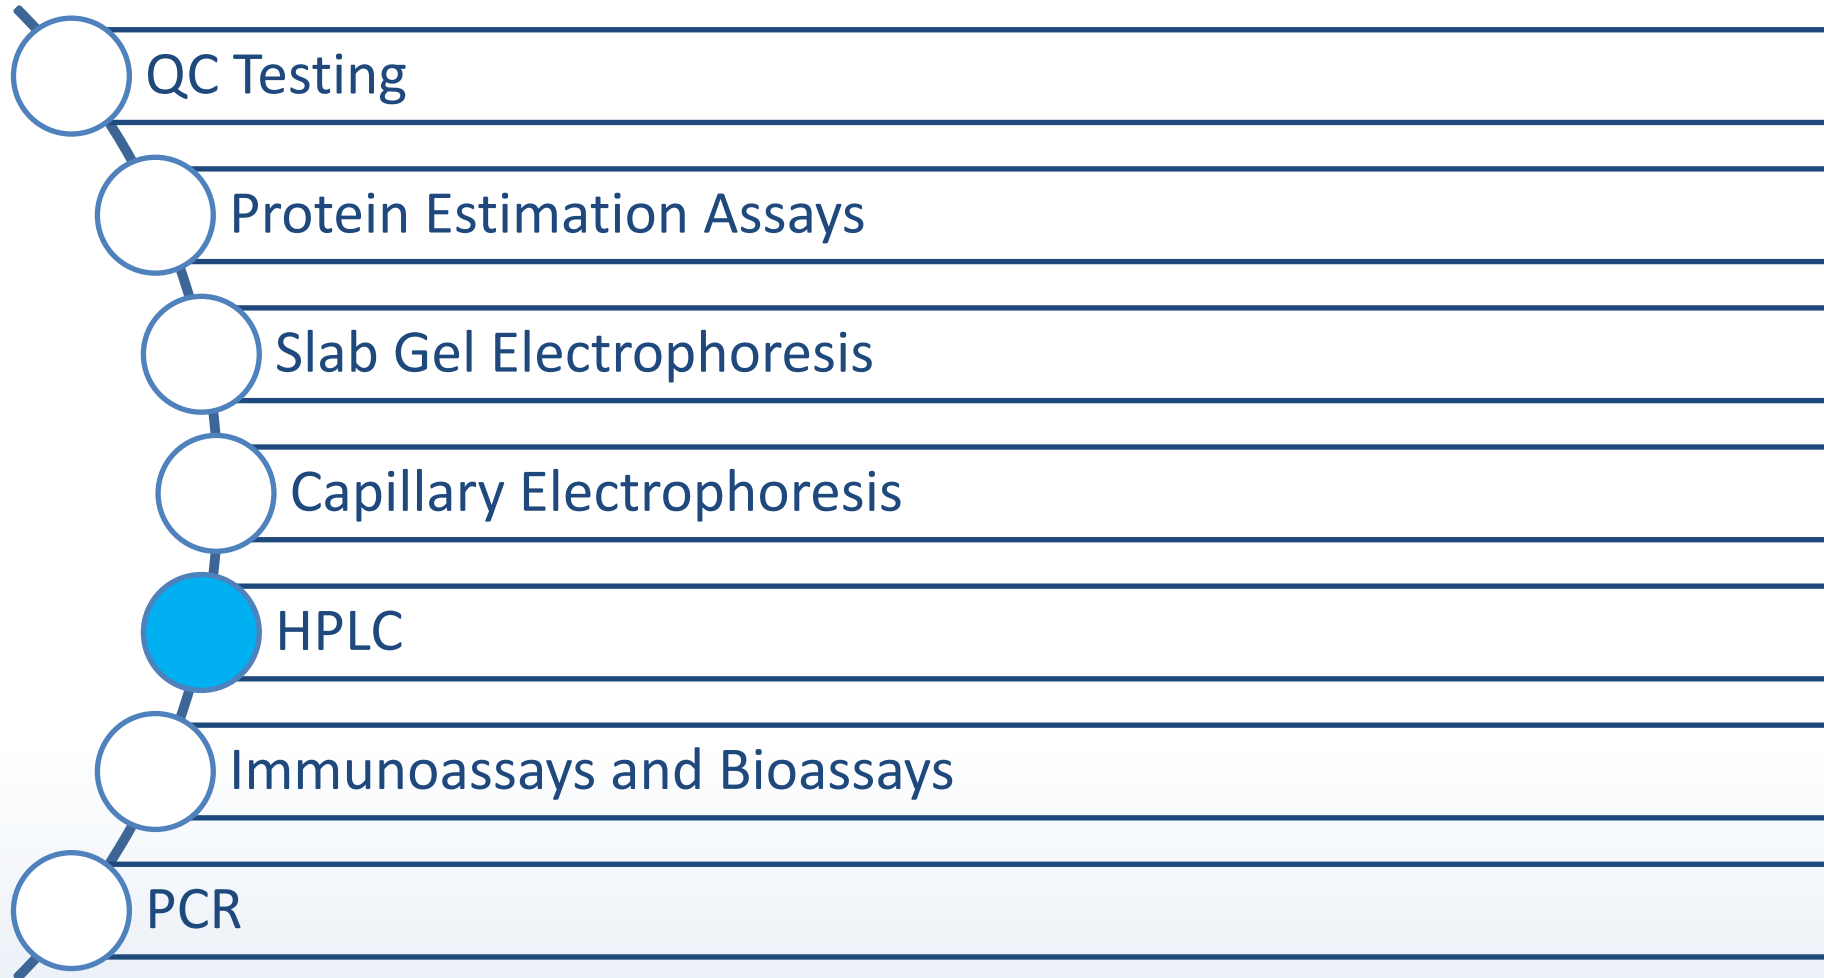 QC Testing
Protein Estimation Assays
Slab Gel Electrophoresis
Capillary Electrophoresis
HPLC
Immunoassays and Bioassays
PCR